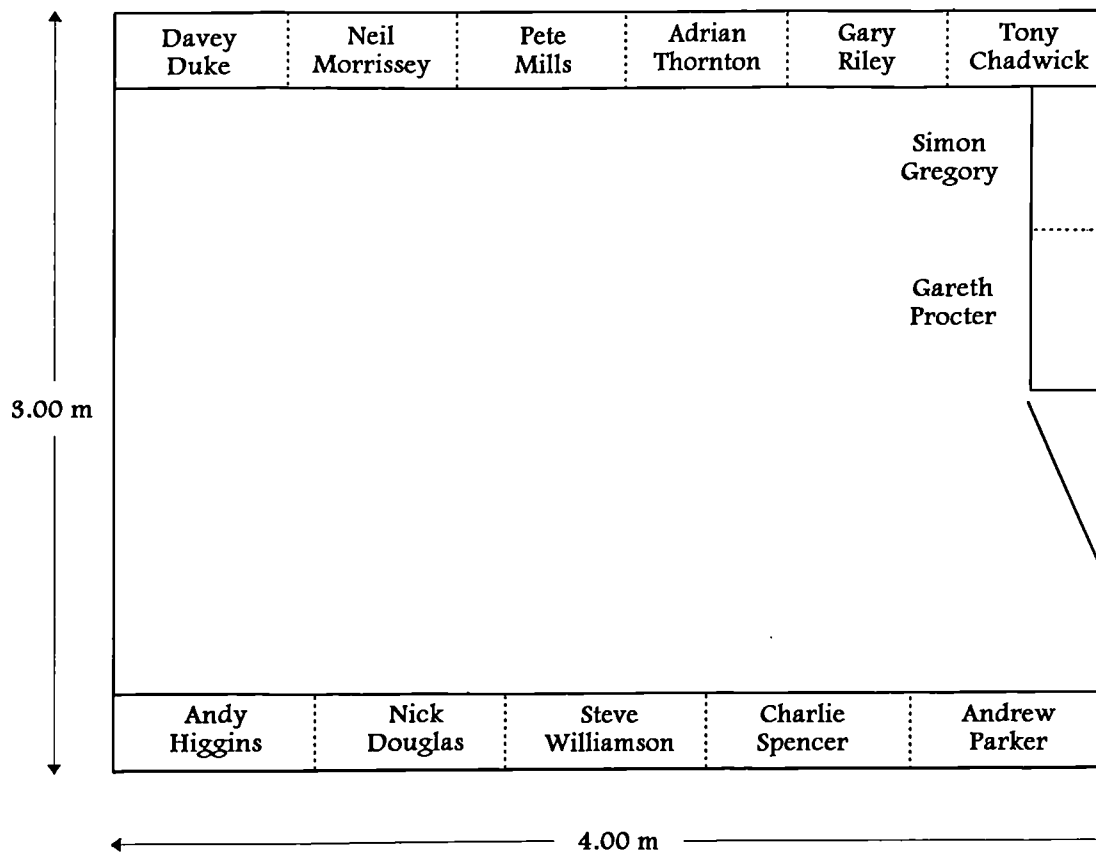 Davey
Duke
Neil
Morrissey
Pete
Mills
Adrian
Thornton
Gary
Riley
Tony
Chadwick
Simon
Gregory
Gareth
Procter
3.00 m
Andy
Higgins
Nick
Douglas
Steve
Williamson
Charlie
Spencer
Andrew
Parker
4.00 m